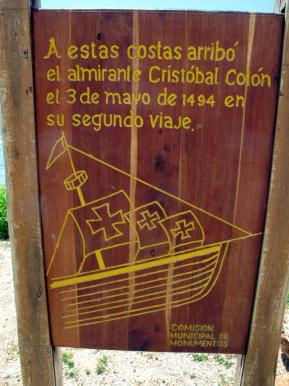 A estas costas arribó
el almirante Cristóbal Colón
el 3 de mayo de 1494 en
su segundo viaje.
COMISION
MUNICIPAL DE
MONUMENTOS